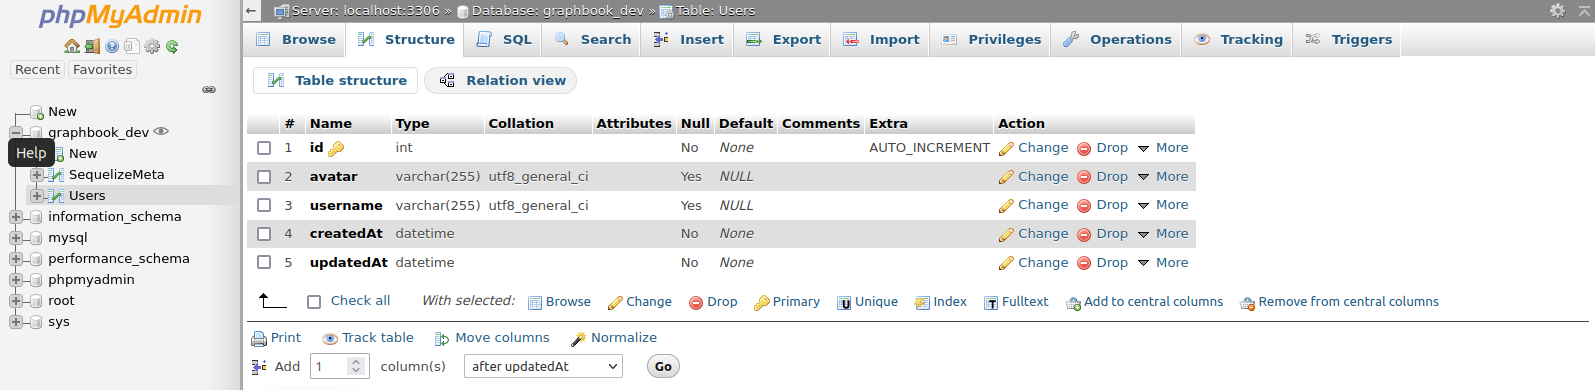 phpMyAdmin
Recent Favorites
New
graphbook_dev
Help New
SequelizeMeta
Users
information_schema
mysql
performance_schema
phpmyadmin
root
sys
Server: localhost:3306 » Database: graphbook_dev » Table: Users
Browse Structure SQL Search Insert Export Import Privileges Operations Tracking Triggers
Table structure Relation view
# Name Type Collation Attributes Null Default Comments Extra Action
1 id int No None AUTO_INCREMENT Change Drop More
2 avatar varchar(255) utf8_general_ci Yes NULL Change Drop More
3 username varchar(255) utf8_general_ci Yes NULL Change Drop More
4 createdAt datetime No None Change Drop More
5 updatedAt datetime No None Change Drop More
Check all With selected: Browse Change Drop Primary Unique Index Fulltext Add to central columns Remove from central columns
Print Track table Move columns Normalize
Add 1 column(s) after updatedAt Go